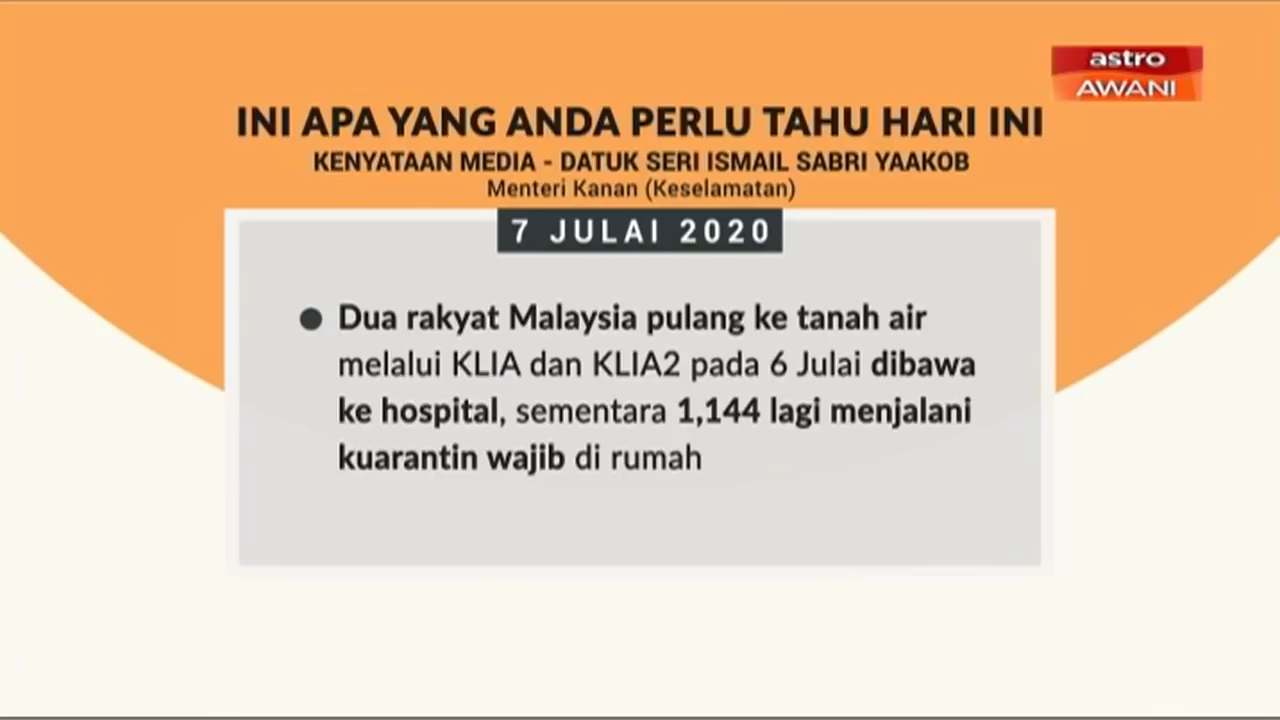 astro
AWANI
INI APA YANG ANDA PERLU TAHU HARI INI
KENYATAAN MEDIA - DATUK SERI ISMAIL SABRI YAAKOB
Menteri Kanan (Keselamatan)
7 JULAI 2020
● Dua rakyat Malaysia pulang ke tanah air
melalui KLIA dan KLIA2 pada 6 Julai dibawa
ke hospital, sementara 1,144 lagi menjalani
kuarantin wajib di rumah